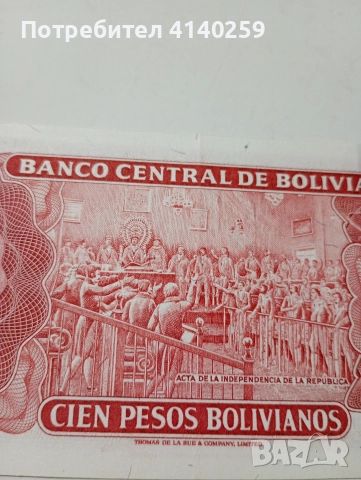 Потребител 4140259
BANCO CENTRAL DE BOLIVIA
ACTA DE LA INDEPENDENCIA DE LA REPUBLICA
CIEN PESOS BOLIVIANOS
THOMAS DE LA RUE & COMPANY, LIMITED
BAZAR